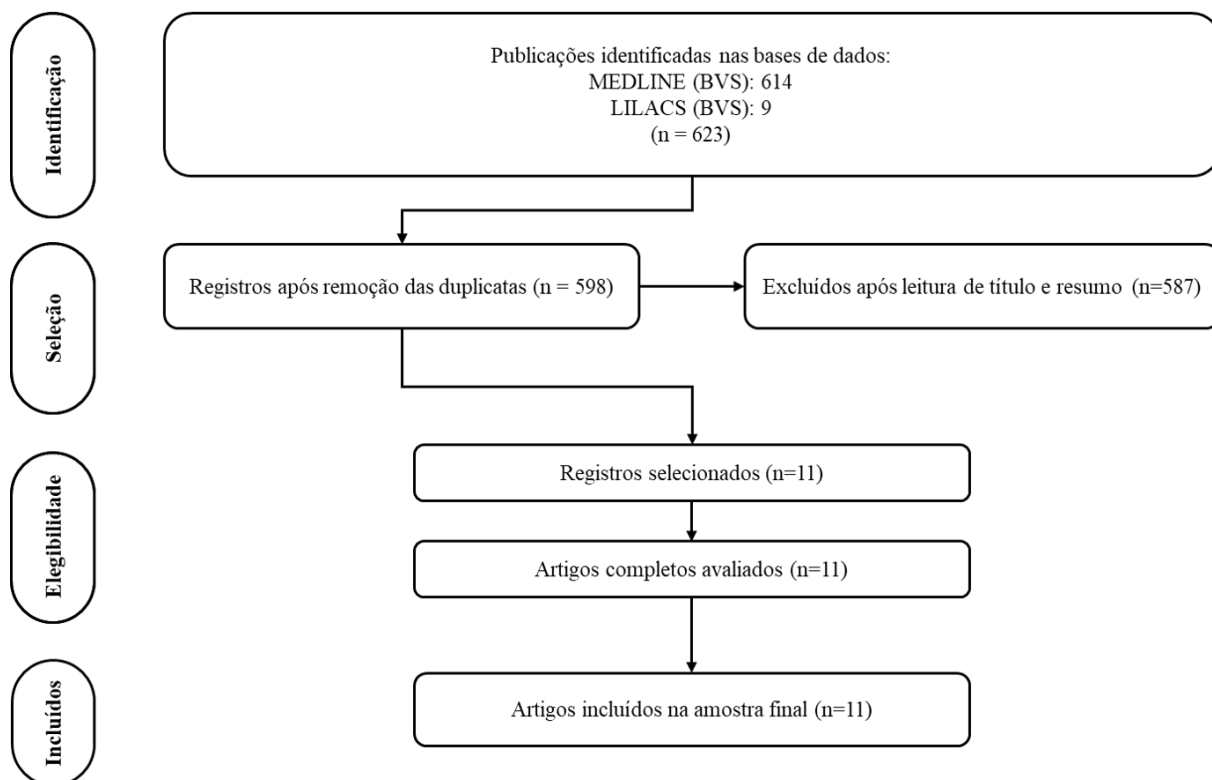 Identificação
Publicações identificadas nas bases de dados:
MEDLINE (BVS): 614
LILACS (BVS): 9
(n = 623)
Seleção
Registros após remoção das duplicatas (n = 598)
Excluídos após leitura de título e resumo (n=587)
Elegibilidade
Registros selecionados (n=11)
Artigos completos avaliados (n=11)
Incluídos
Artigos incluídos na amostra final (n=11)